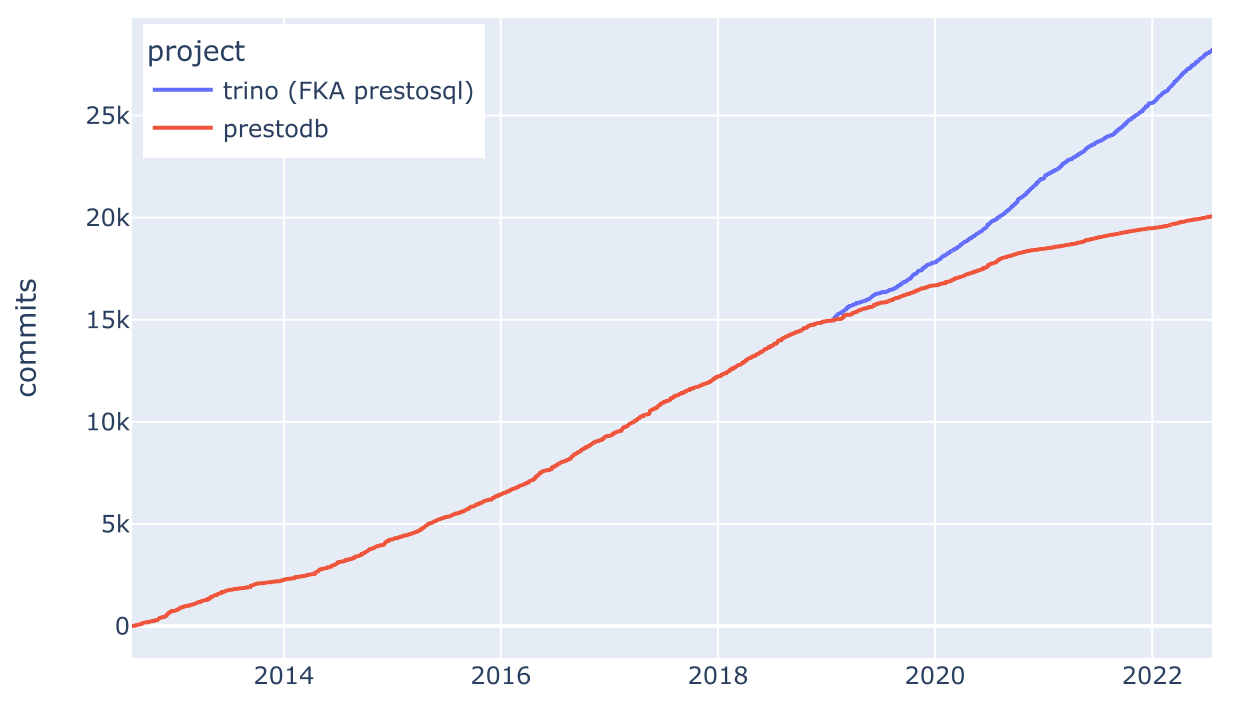 project
trino (FKA prestosql)
prestodb
25k
20k
15k
10k
5k
0
commits
2014 2016 2018 2020 2022